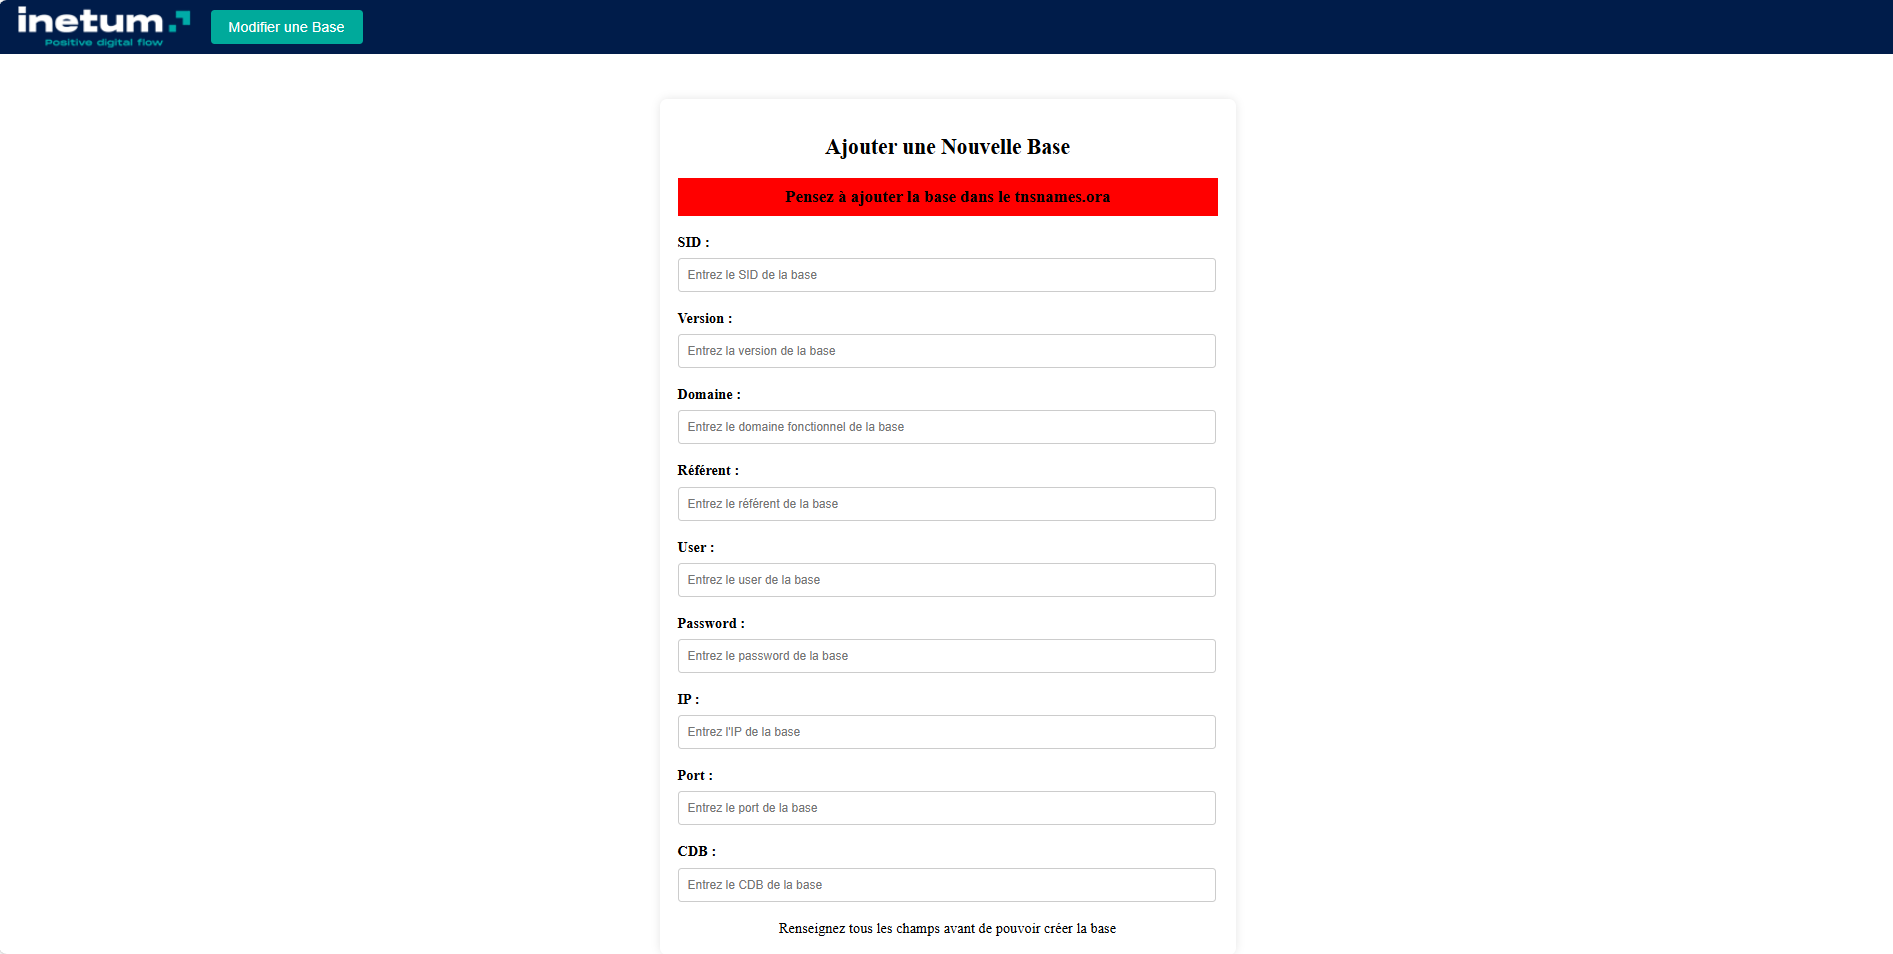 inetum
Positive digital flow
Modifier une Base
Ajouter une Nouvelle Base
Pensez à ajouter la base dans le tnsnames.ora
SID :
Entrez le SID de la base
Version :
Entrez la version de la base
Domaine :
Entrez le domaine fonctionnel de la base
Référent :
Entrez le référent de la base
User :
Entrez le user de la base
Password :
Entrez le password de la base
IP :
Entrez l'IP de la base
Port :
Entrez le port de la base
CDB :
Entrez le CDB de la base
Renseignez tous les champs avant de pouvoir créer la base